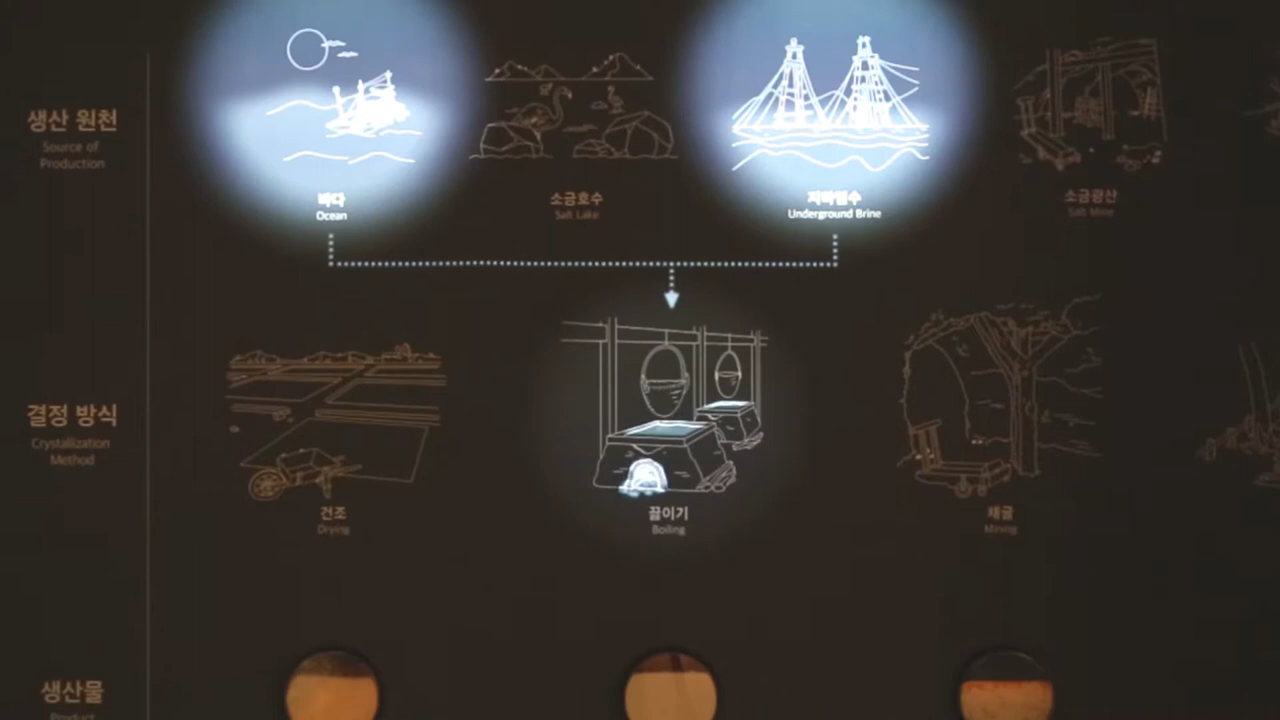 생산 원천
Source of
Production
바다
Ocean
소금호수
Salt Lake
지하염수
Underground Brine
소금광산
Salt Mine
결정 방식
Crystallization
Method
건조
Drying
끓이기
Boiling
채굴
Mining
생산물
Product